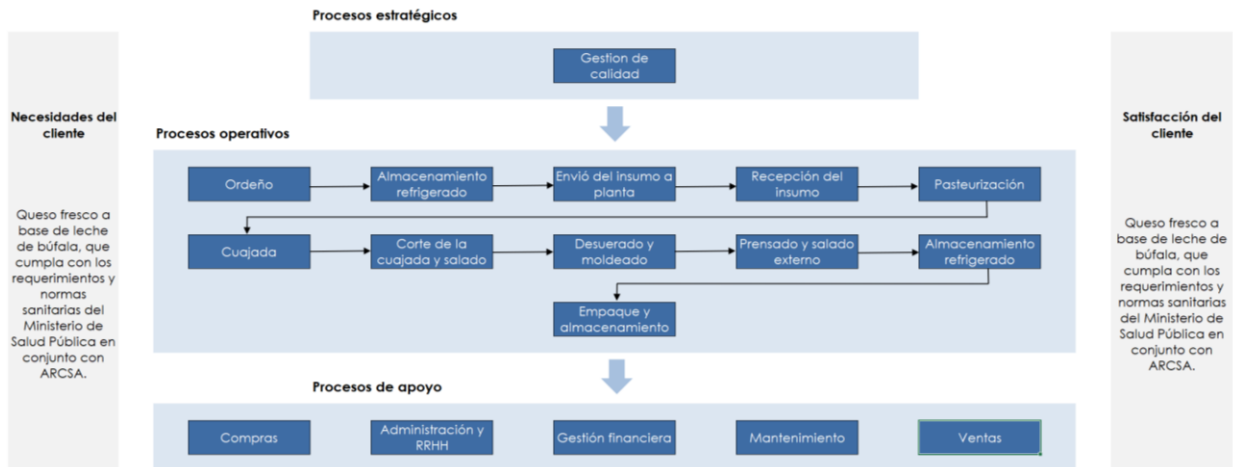 Procesos estratégicos
Gestion de
calidad
Necesidades del
cliente
Queso fresco a
base de leche
de búfala, que
cumpla con los
requerimientos y
normas
sanitarias del
Ministerio de
Salud Pública en
conjunto con
ARCSA.
Procesos operativos
Ordeño
Almacenamiento
refrigerado
Envió del insumo a
planta
Recepción del
insumo
Pasteurización
Cuajada
Corte de la
cuajada y salado
Desuerado y
moldeado
Prensado y salado
externo
Almacenamiento
refrigerado
Empaque y
almacenamiento
Procesos de apoyo
Compras
Administración y
RRHH
Gestión financiera
Mantenimiento
Ventas
Satisfacción del
cliente
Queso fresco a
base de leche de
búfala, que
cumpla con los
requerimientos y
normas sanitarias
del Ministerio de
Salud Pública en
conjunto con
ARCSA.